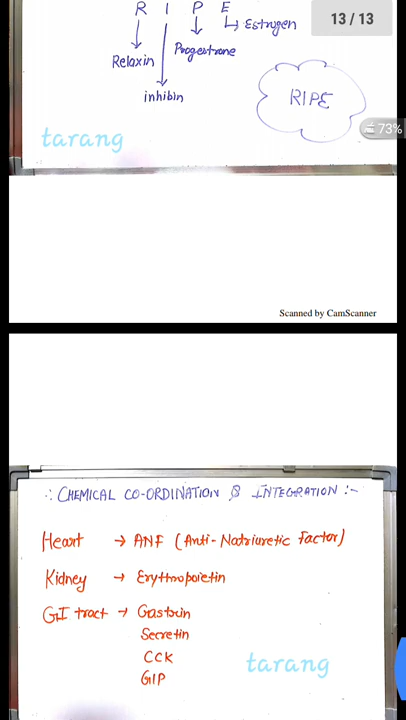 R I P E
13 / 13
Estrogen
Progestrone
Relaxin
inhibin
RIPE
73%
tarang
Scanned by CamScanner
∴ CHEMICAL CO-ORDINATION & INTEGRATION :-
Heart → ANF (Anti-Natriuretic Factor)
Kidney → Erythropoietin
GI tract → Gastrin
Secretin
CCK
GIP
tarang